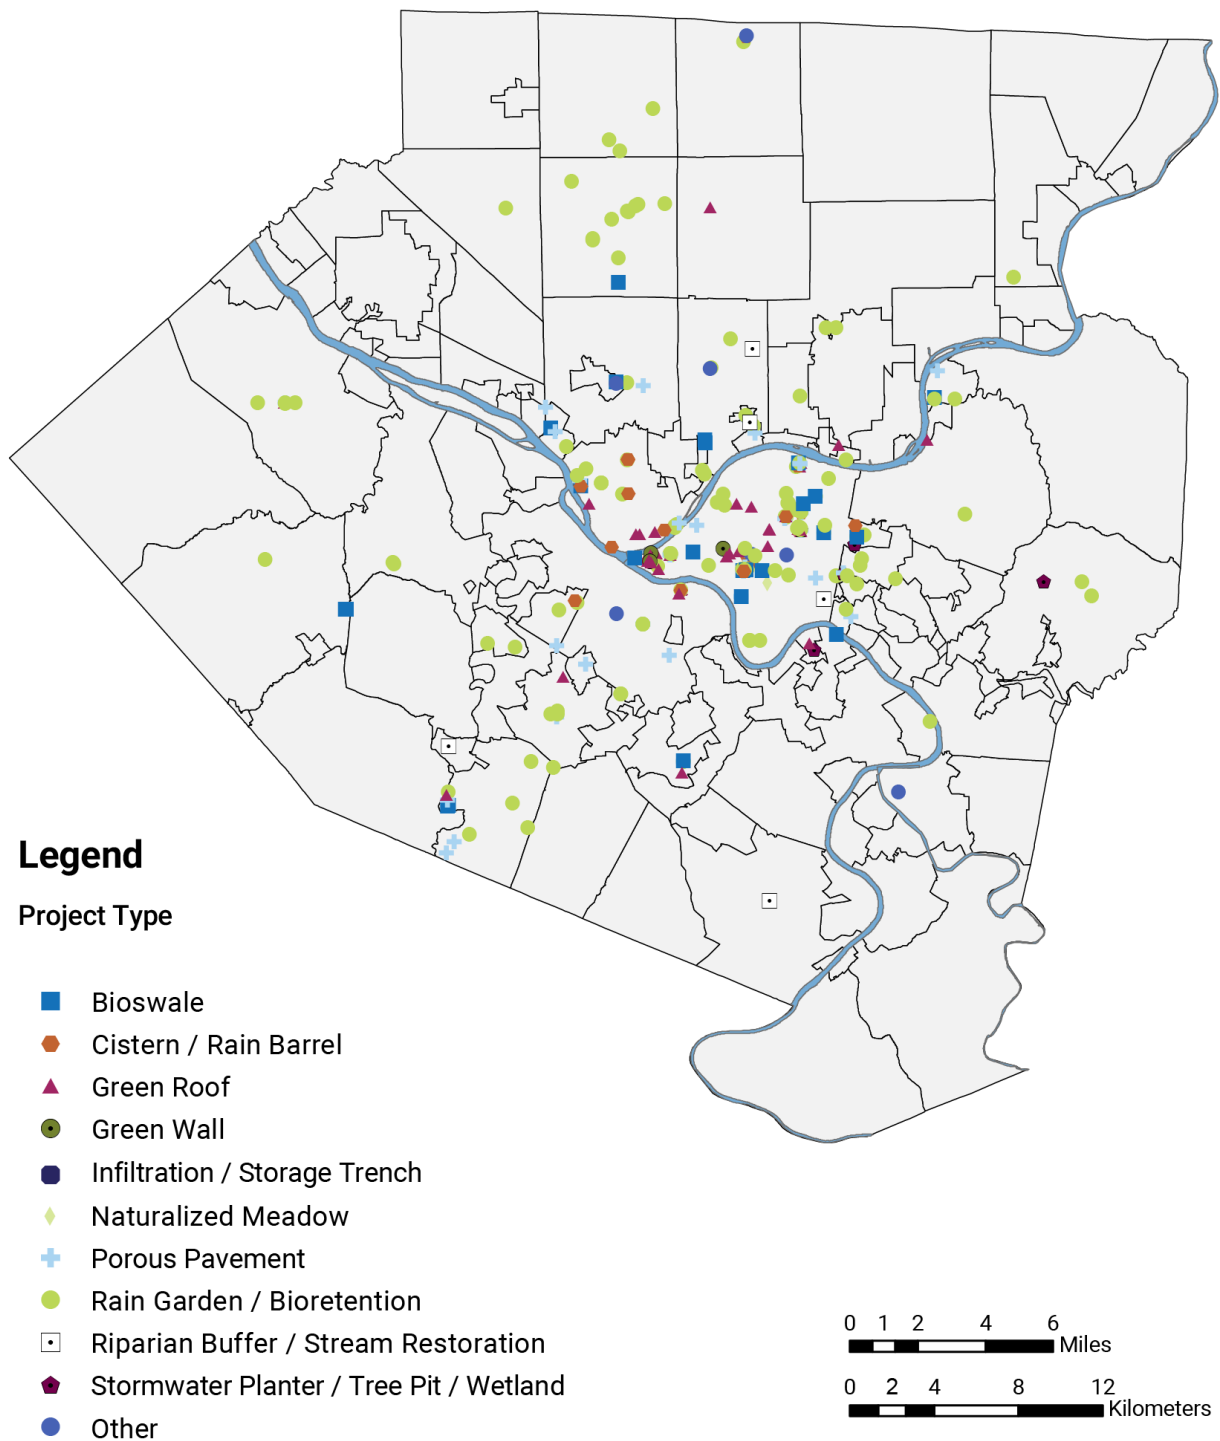 Legend
Project Type
Bioswale
Cistern / Rain Barrel
Green Roof
Green Wall
Infiltration / Storage Trench
Naturalized Meadow
Porous Pavement
Rain Garden / Bioretention
Riparian Buffer / Stream Restoration
Stormwater Planter / Tree Pit / Wetland
Other
0 1 2 4 6
Miles
0 2 4 8 12
Kilometers